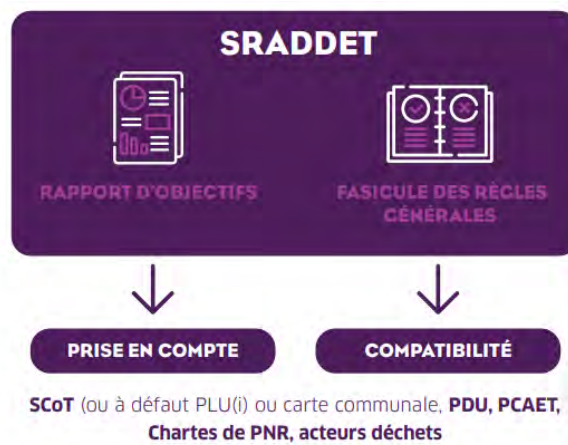 SRADDET
RAPPORT D'OBJECTIFS
FASICULE DES RÈGLES
GÉNÉRALES
PRISE EN COMPTE
COMPATIBILITÉ
SCoT (ou à défaut PLU(i) ou carte communale, PDU, PCAET,
Chartes de PNR, acteurs déchets